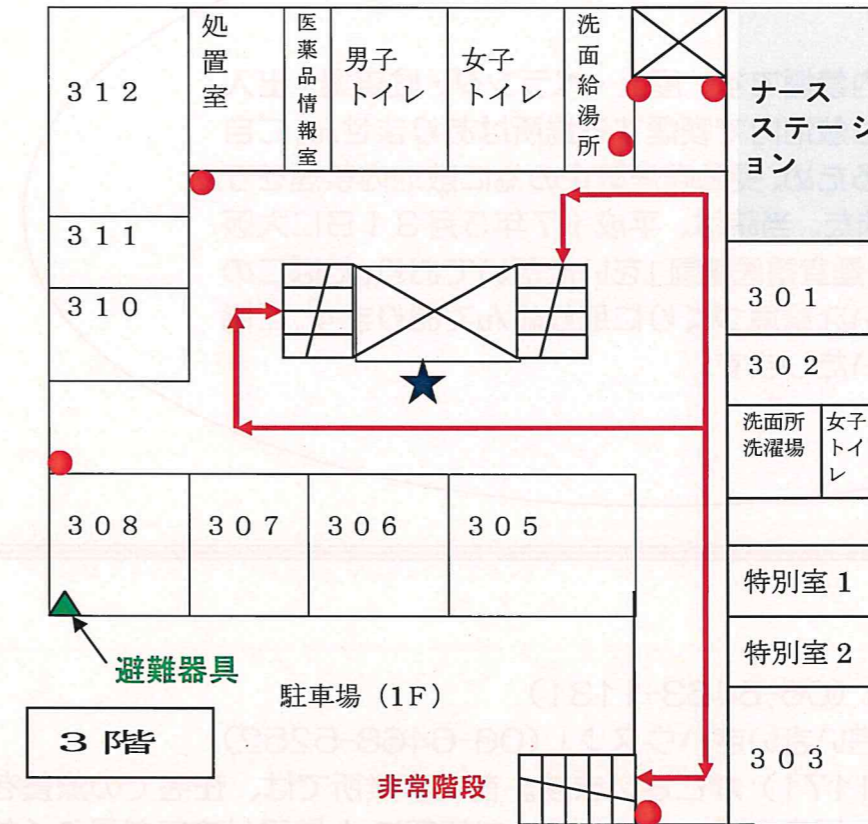 312
処置室
医薬品情報室
男子
トイレ
女子
トイレ
洗面給湯所
ナース
ステーシ
ョン
311
310
301
302
洗面所
洗濯場
女子
トイ
レ
308
307
306
305
特別室1
特別室2
避難器具
駐車場（1F）
3階
非常階段
303